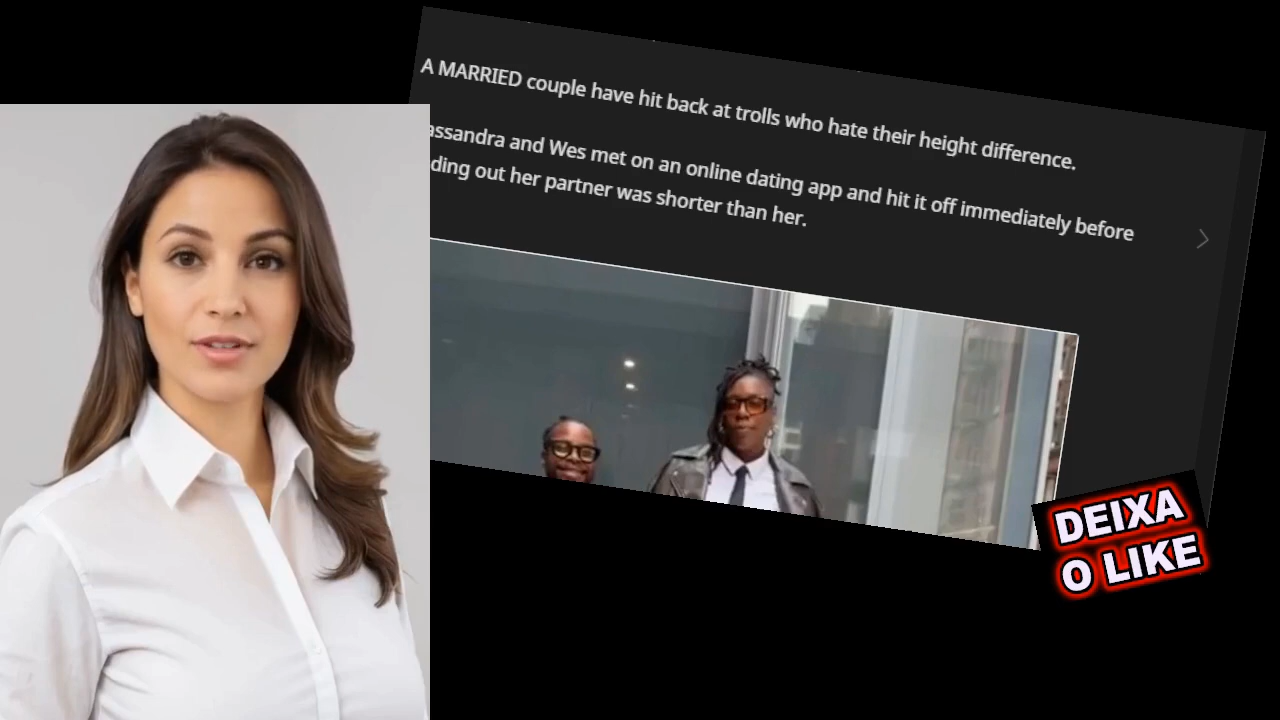 A MARRIED couple have hit back at trolls who hate their height difference.
assandra and Wes met on an online dating app and hit it off immediately before
ding out her partner was shorter than her.
DEIXA
O LIKE